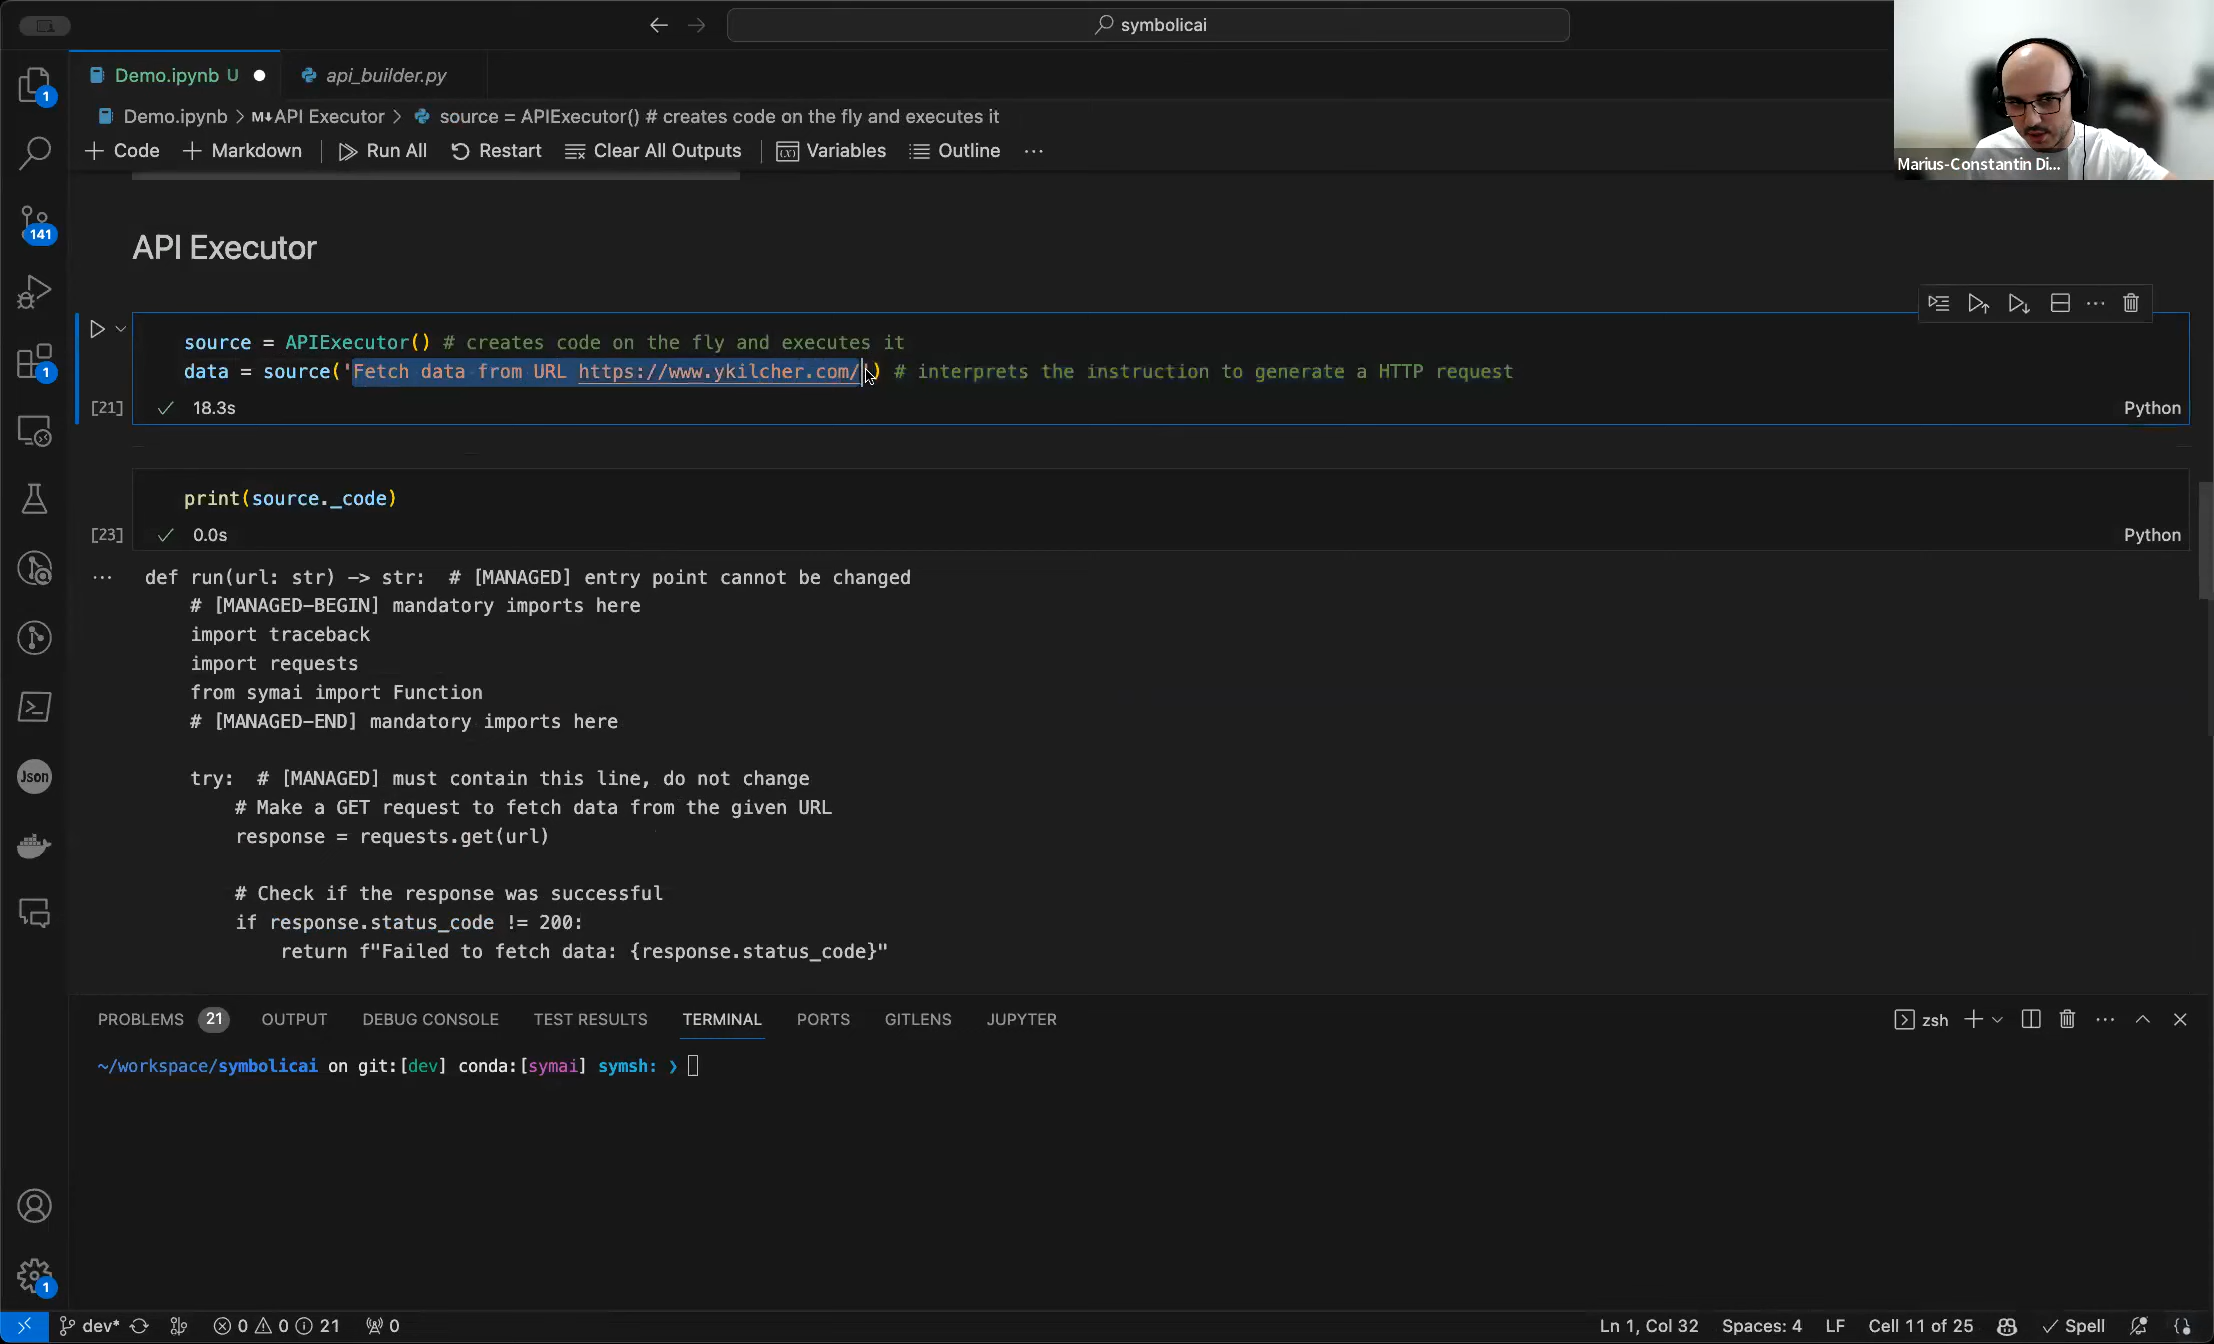 symbolicai
Demo.ipynb U
api_builder.py
Demo.ipynb > M↓API Executor > source = APIExecutor() # creates code on the fly and executes it
+ Code + Markdown Run All Restart Clear All Outputs (x) Variables Outline ...
Marius-Constantin Di...
1
141
1
Json
1
API Executor
source = APIExecutor() # creates code on the fly and executes it
data = source('Fetch data from URL https://www.ykilcher.com/') # interprets the instruction to generate a HTTP request
[21] ✓ 18.3s Python
print(source._code)
[23] ✓ 0.0s Python
def run(url: str) -> str:  # [MANAGED] entry point cannot be changed
# [MANAGED-BEGIN] mandatory imports here
import traceback
import requests
from symai import Function
# [MANAGED-END] mandatory imports here
try:  # [MANAGED] must contain this line, do not change
# Make a GET request to fetch data from the given URL
response = requests.get(url)
# Check if the response was successful
if response.status_code != 200:
return f"Failed to fetch data: {response.status_code}"
PROBLEMS 21 OUTPUT DEBUG CONSOLE TEST RESULTS TERMINAL PORTS GITLENS JUPYTER zsh
~/workspace/symbolicai on git:[dev] conda:[symai] symsh: ❯
dev* 0 0 21 0 Ln 1, Col 32 Spaces: 4 LF Cell 11 of 25 ✓ Spell